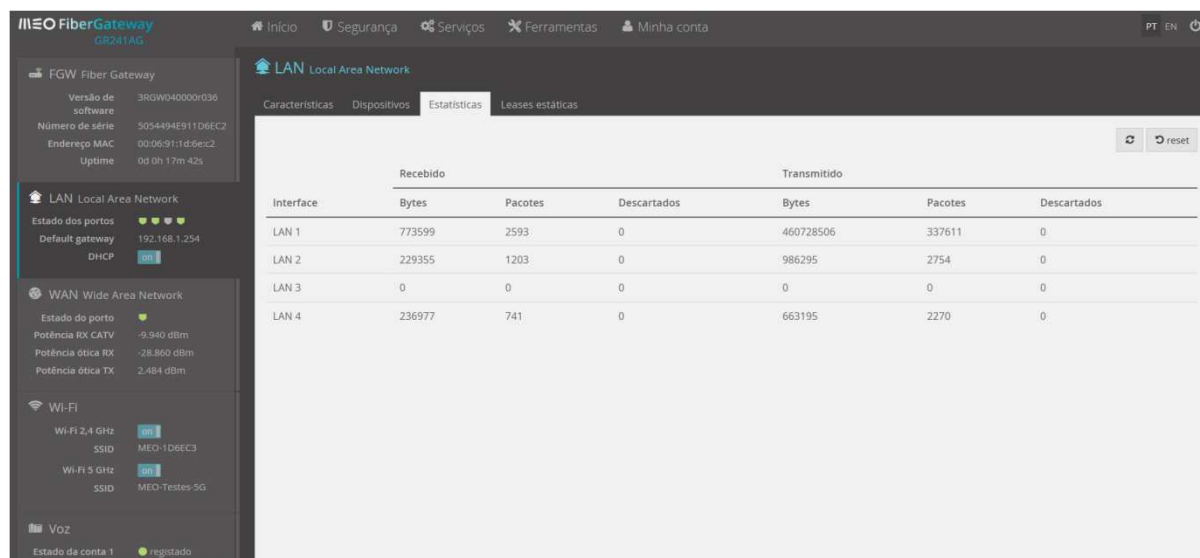 MEO FiberGateway
GR241AG
Início Segurança Serviços Ferramentas Minha conta
PT EN
FGW Fiber Gateway
Versão de software 3RGW040000r036
Número de série 5054494E911D6EC2
Endereço MAC 00:06:91:1d:6e:c2
Uptime 0d 0h 17m 42s
LAN Local Area Network
Estado dos portos
Default gateway 192.168.1.254
DHCP on
WAN Wide Area Network
Estado do porto
Potência RX CATV -9.940 dBm
Potência ótica RX -28.860 dBm
Potência ótica TX 2.484 dBm
Wi-Fi
Wi-Fi 2,4 GHz on
SSID MEO-1D6EC3
Wi-Fi 5 GHz on
SSID MEO-Testes-5G
Voz
Estado da conta 1 registado
LAN Local Area Network
Características Dispositivos Estatísticas Leases estáticas
reset
Recebido Transmitido
Interface Bytes Pacotes Descartados Bytes Pacotes Descartados
LAN 1 773599 2593 0 460728506 337611 0
LAN 2 229355 1203 0 986295 2754 0
LAN 3 0 0 0 0 0 0
LAN 4 236977 741 0 663195 2270 0